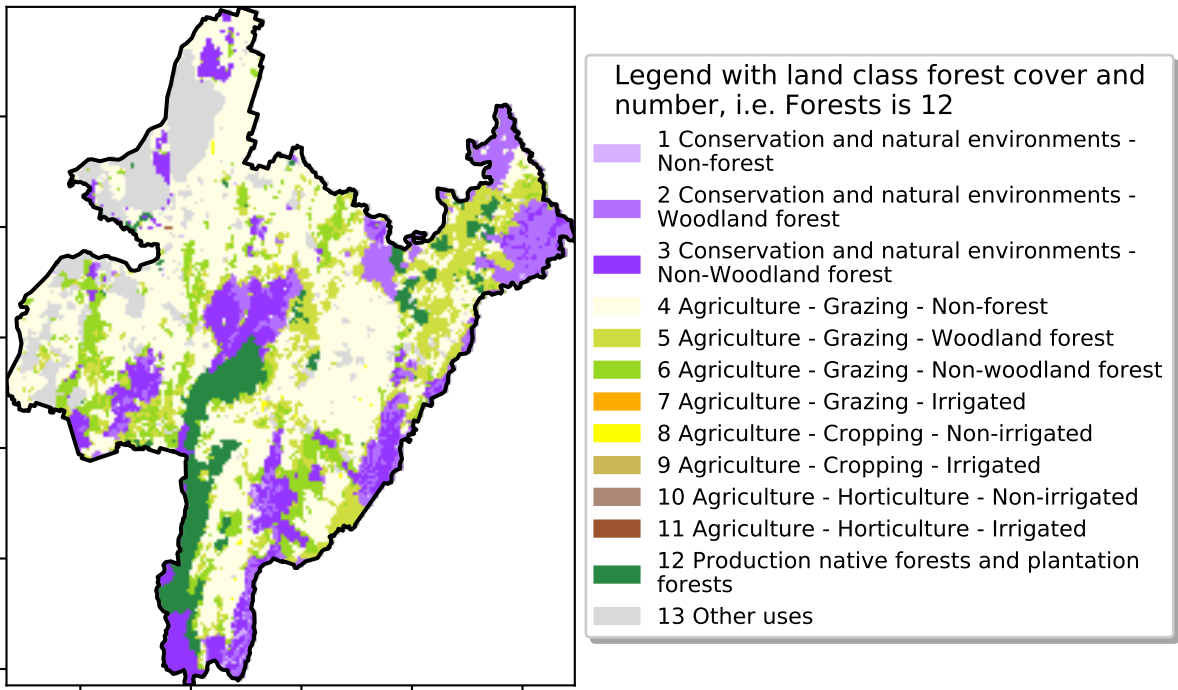 Legend with land class forest cover and
number, i.e. Forests is 12
1 Conservation and natural environments -
Non-forest
2 Conservation and natural environments -
Woodland forest
3 Conservation and natural environments -
Non-Woodland forest
4 Agriculture - Grazing - Non-forest
5 Agriculture - Grazing - Woodland forest
6 Agriculture - Grazing - Non-woodland forest
7 Agriculture - Grazing - Irrigated
8 Agriculture - Cropping - Non-irrigated
9 Agriculture - Cropping - Irrigated
10 Agriculture - Horticulture - Non-irrigated
11 Agriculture - Horticulture - Irrigated
12 Production native forests and plantation
forests
13 Other uses